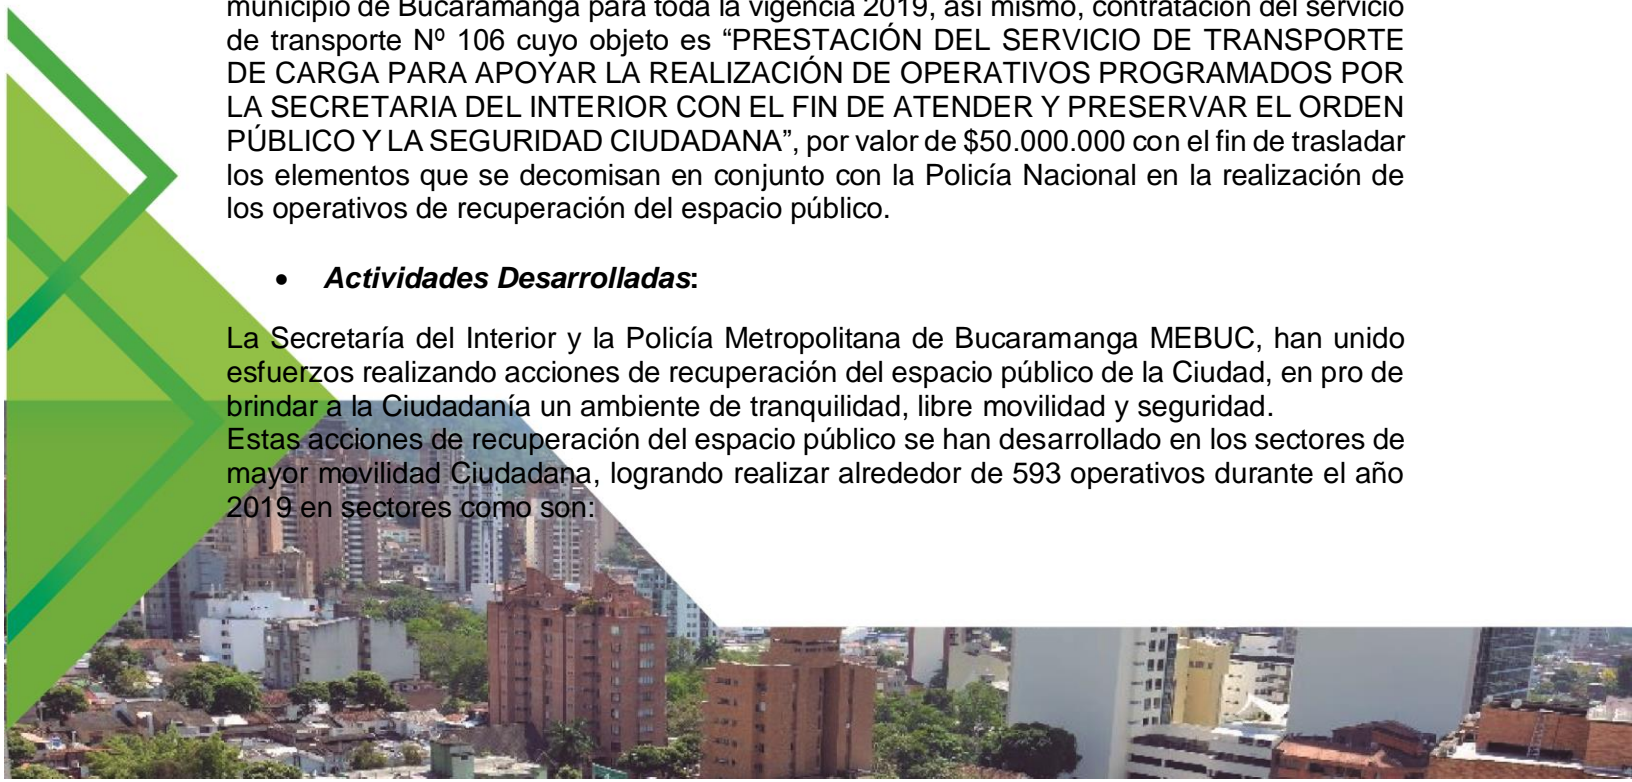 municipio de Bucaramanga para toda la vigencia 2019, así mismo, contratación del servicio
de transporte Nº 106 cuyo objeto es “PRESTACIÓN DEL SERVICIO DE TRANSPORTE
DE CARGA PARA APOYAR LA REALIZACIÓN DE OPERATIVOS PROGRAMADOS POR
LA SECRETARIA DEL INTERIOR CON EL FIN DE ATENDER Y PRESERVAR EL ORDEN
PÚBLICO Y LA SEGURIDAD CIUDADANA”, por valor de $50.000.000 con el fin de trasladar
los elementos que se decomisan en conjunto con la Policía Nacional en la realización de
los operativos de recuperación del espacio público.
• Actividades Desarrolladas:
La Secretaría del Interior y la Policía Metropolitana de Bucaramanga MEBUC, han unido
esfuerzos realizando acciones de recuperación del espacio público de la Ciudad, en pro de
brindar a la Ciudadanía un ambiente de tranquilidad, libre movilidad y seguridad.
Estas acciones de recuperación del espacio público se han desarrollado en los sectores de
mayor movilidad Ciudadana, logrando realizar alrededor de 593 operativos durante el año
2019 en sectores como son: